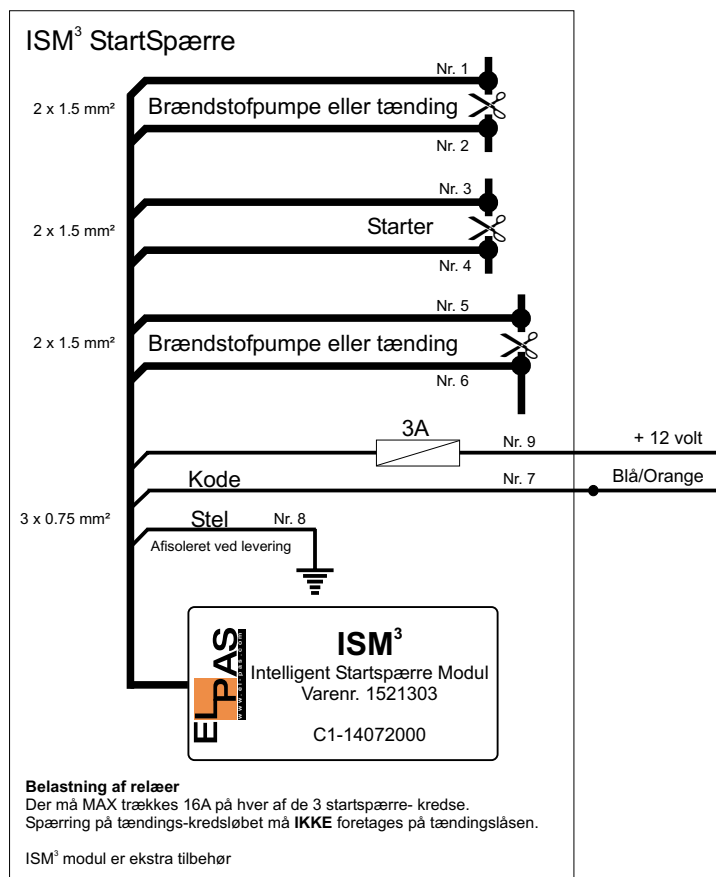 ISM³ StartSpærre
Nr. 1
2 x 1.5 mm²
Brændstofpumpe eller tænding
Nr. 2
Nr. 3
2 x 1.5 mm²
Starter
Nr. 4
Nr. 5
2 x 1.5 mm²
Brændstofpumpe eller tænding
Nr. 6
3A
Nr. 9
+ 12 volt
Kode
Nr. 7
Blå/Orange
3 x 0.75 mm²
Stel
Nr. 8
Afisoleret ved levering
ELPAS
www.el-pas.com
ISM³
Intelligent Startspærre Modul
Varenr. 1521303
C1-14072000
Belastning af relæer
Der må MAX trækkes 16A på hver af de 3 startspærre- kredse.
Spærring på tændings-kredsløbet må IKKE foretages på tændingslåsen.
ISM³ modul er ekstra tilbehør